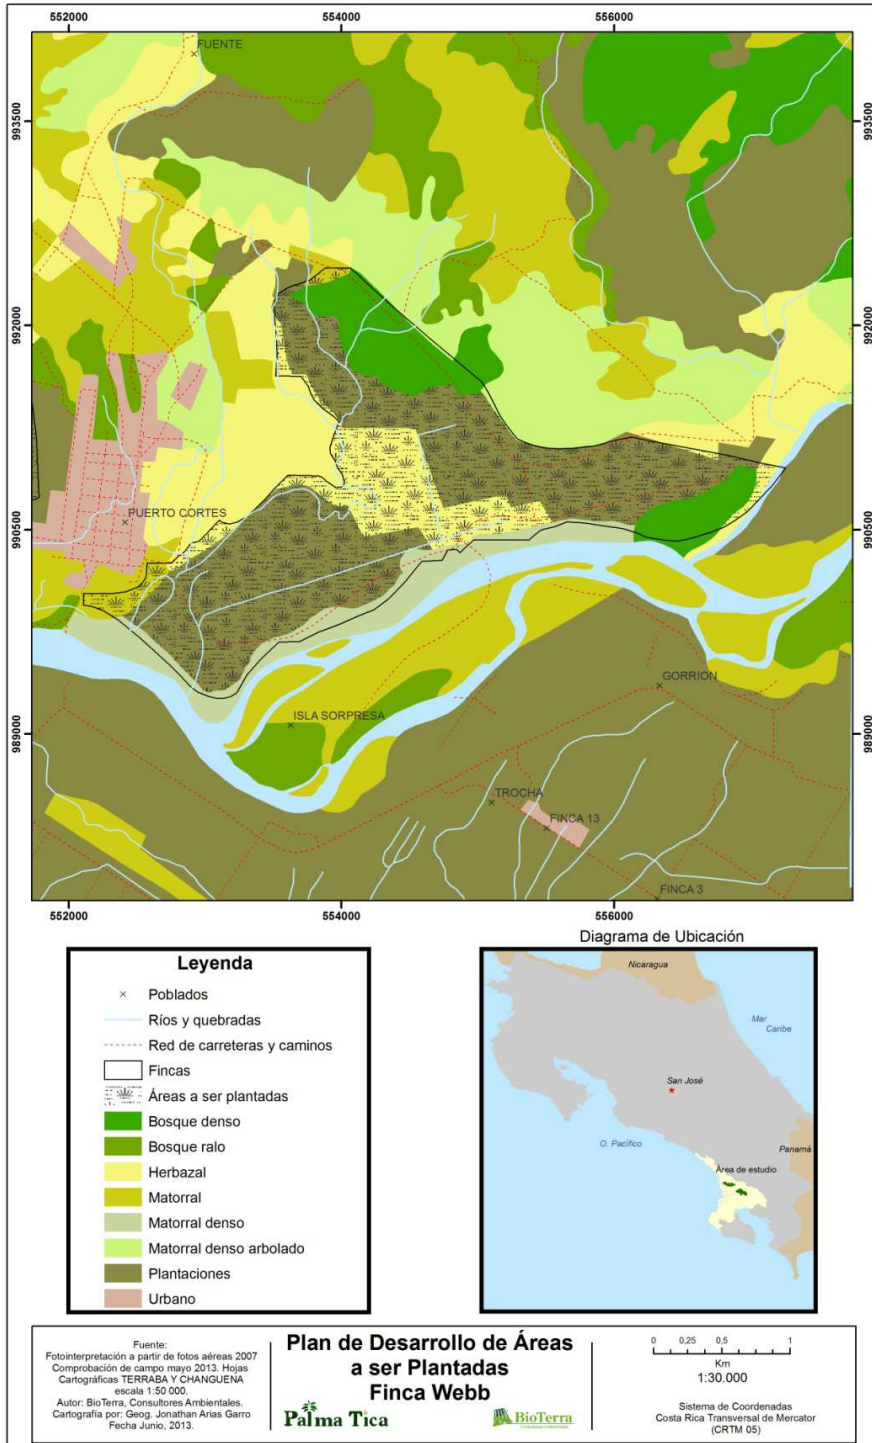 552000 554000 556000
FUENTE
993500 993500
992000 992000
PUERTO CORTES
990500 990500
GORRION
989000 989000
ISLA SORPRESA
TROCHA
FINCA 13
FINCA 3
552000 554000 556000
Leyenda
Poblados
Ríos y quebradas
Red de carreteras y caminos
Fincas
Áreas a ser plantadas
Bosque denso
Bosque ralo
Herbazal
Matorral
Matorral denso
Matorral denso arbolado
Plantaciones
Urbano
Diagrama de Ubicación
Nicaragua
Mar
Caribe
San José
O. Pacífico
Panamá
Área de estudio
Fuente:
Fotointerpretación a partir de fotos aéreas 2007
Comprobación de campo mayo 2013. Hojas
Cartográficas TERRABA Y CHANGUENA
escala 1:50 000.
Autor: BioTerra, Consultores Ambientales.
Cartografía por: Geog. Jonathan Arias Garro
Fecha Junio, 2013.
Plan de Desarrollo de Áreas
a ser Plantadas
Finca Webb
Palma Tica
BioTerra
0 0,25 0,5 1
Km
1:30.000
Sistema de Coordenadas
Costa Rica Transversal de Mercator
(CRTM 05)